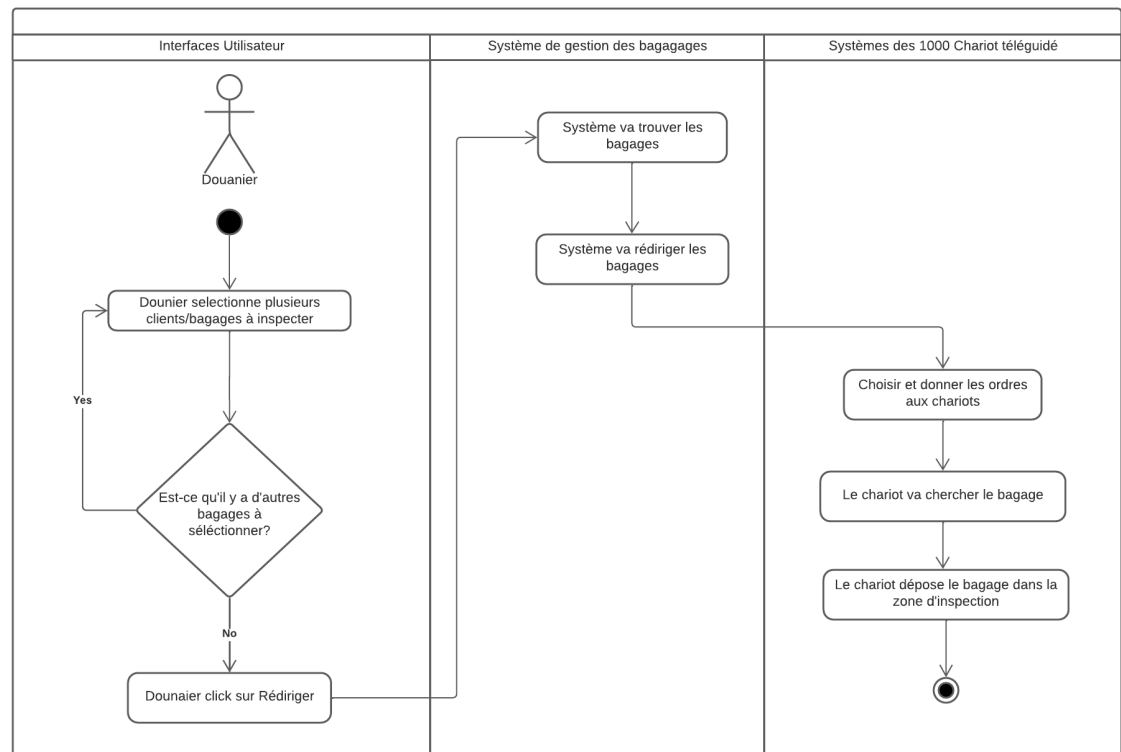 Interfaces Utilisateur
Système de gestion des bagagages
Systèmes des 1000 Chariot téléguidé
Douanier
Dounier selectionne plusieurs
clients/bagages à inspecter
Yes
Est-ce qu'il y a d'autres
bagages à
séléctionner?
No
Dounaier click sur Rédiriger
Système va trouver les
bagages
Système va rédiriger les
bagages
Choisir et donner les ordres
aux chariots
Le chariot va chercher le bagage
Le chariot dépose le bagage dans la
zone d'inspection